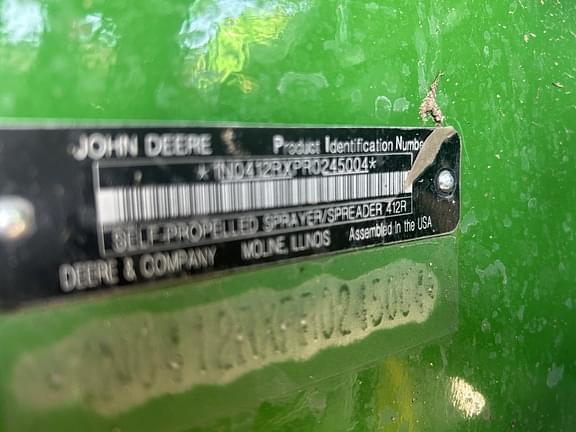 JOHN DEERE Product Identification Number
*1N0412RXPR0245004*
SELF-PROPELLED SPRAYER/SPREADER 412R
DEERE & COMPANY MOLINE, ILLINOIS Assembled in the USA
*1N0412RXPR0245004*